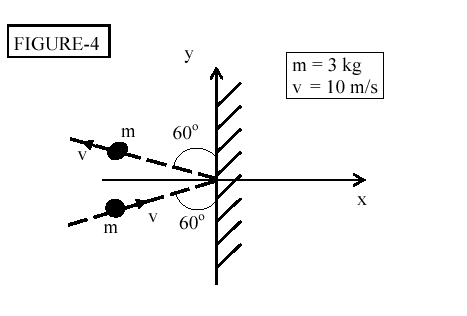 FIGURE-4
y
m = 3 kg
v = 10 m/s
m
60°
v
x
v
60°
m